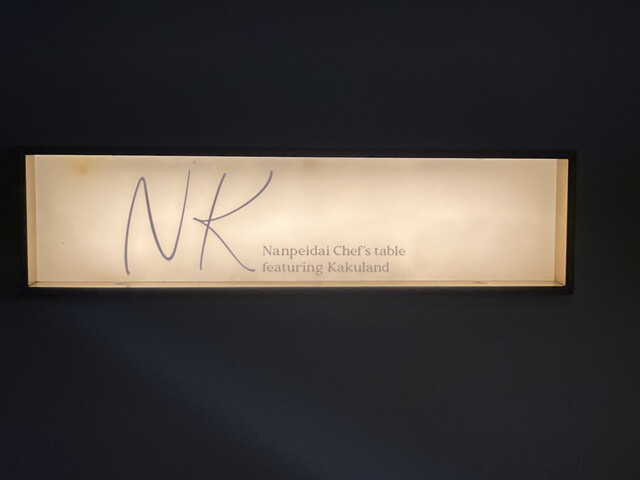 NK
Nanpeidai Chef's table
featuring Kakuland